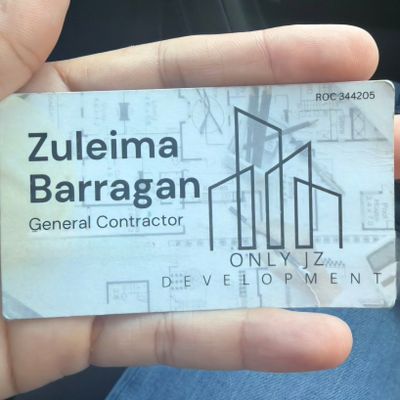 ROC 344205
Zuleima
Barragan
General Contractor
ONLY JZ
DEVELOPMENT